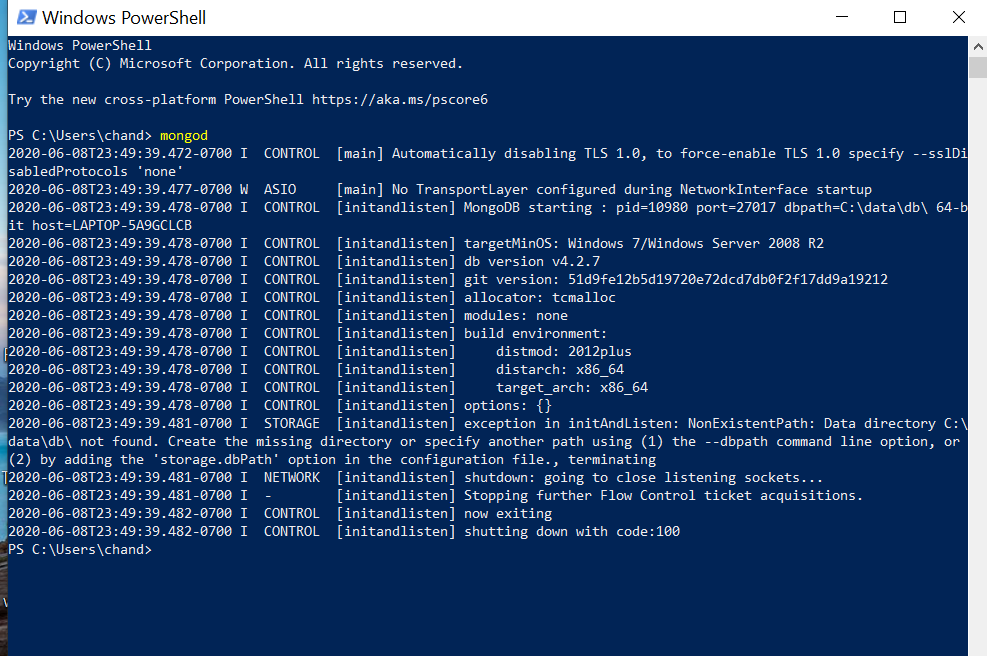 Windows PowerShell
Windows PowerShell
Copyright (C) Microsoft Corporation. All rights reserved.
Try the new cross-platform PowerShell https://aka.ms/pscore6
PS C:\Users\chand> mongod
2020-06-08T23:49:39.472-0700 I  CONTROL  [main] Automatically disabling TLS 1.0, to force-enable TLS 1.0 specify --sslDi
sabledProtocols 'none'
2020-06-08T23:49:39.477-0700 W  ASIO     [main] No TransportLayer configured during NetworkInterface startup
2020-06-08T23:49:39.478-0700 I  CONTROL  [initandlisten] MongoDB starting : pid=10980 port=27017 dbpath=C:\data\db\ 64-b
it host=LAPTOP-5A9GCLCB
2020-06-08T23:49:39.478-0700 I  CONTROL  [initandlisten] targetMinOS: Windows 7/Windows Server 2008 R2
2020-06-08T23:49:39.478-0700 I  CONTROL  [initandlisten] db version v4.2.7
2020-06-08T23:49:39.478-0700 I  CONTROL  [initandlisten] git version: 51d9fe12b5d19720e72dcd7db0f2f17dd9a19212
2020-06-08T23:49:39.478-0700 I  CONTROL  [initandlisten] allocator: tcmalloc
2020-06-08T23:49:39.478-0700 I  CONTROL  [initandlisten] modules: none
2020-06-08T23:49:39.478-0700 I  CONTROL  [initandlisten] build environment:
2020-06-08T23:49:39.478-0700 I  CONTROL  [initandlisten]     distmod: 2012plus
2020-06-08T23:49:39.478-0700 I  CONTROL  [initandlisten]     distarch: x86_64
2020-06-08T23:49:39.478-0700 I  CONTROL  [initandlisten]     target_arch: x86_64
2020-06-08T23:49:39.478-0700 I  CONTROL  [initandlisten] options: {}
2020-06-08T23:49:39.481-0700 I  STORAGE  [initandlisten] exception in initAndListen: NonExistentPath: Data directory C:\
data\db\ not found. Create the missing directory or specify another path using (1) the --dbpath command line option, or
(2) by adding the 'storage.dbPath' option in the configuration file., terminating
2020-06-08T23:49:39.481-0700 I  NETWORK  [initandlisten] shutdown: going to close listening sockets...
2020-06-08T23:49:39.481-0700 I  -        [initandlisten] Stopping further Flow Control ticket acquisitions.
2020-06-08T23:49:39.482-0700 I  CONTROL  [initandlisten] now exiting
2020-06-08T23:49:39.482-0700 I  CONTROL  [initandlisten] shutting down with code:100
PS C:\Users\chand>